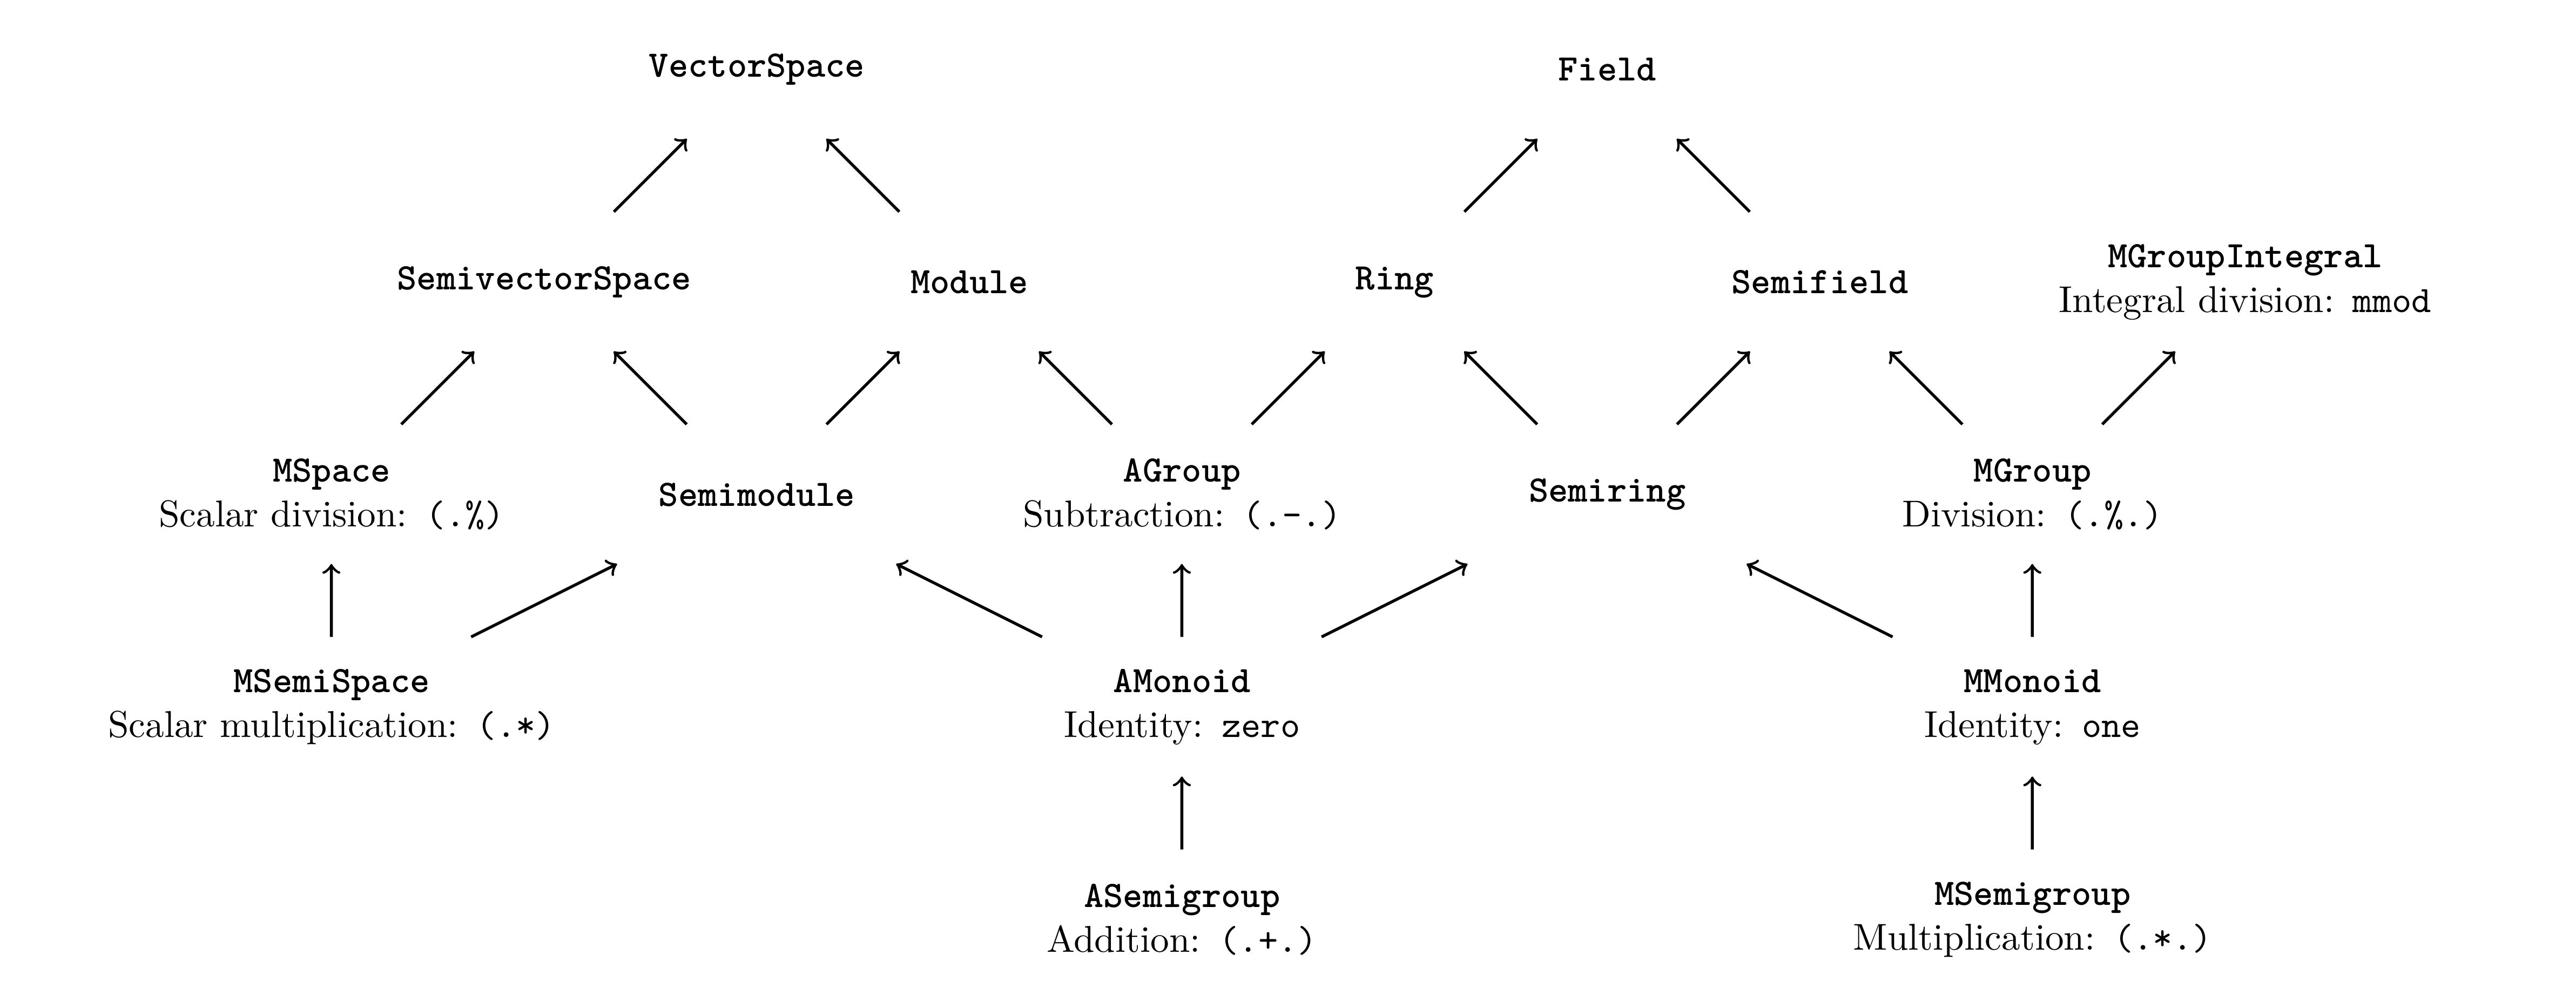 VectorSpace
Field
SemivectorSpace
Module
Ring
Semifield
MGroupIntegral
Integral division: mmod
MSpace
Scalar division: (.%)
Semimodule
AGroup
Subtraction: (.-.)
Semiring
MGroup
Division: (.%.)
MSemiSpace
Scalar multiplication: (.*)
AMonoid
Identity: zero
MMonoid
Identity: one
ASemigroup
Addition: (.+.)
MSemigroup
Multiplication: (.*.)